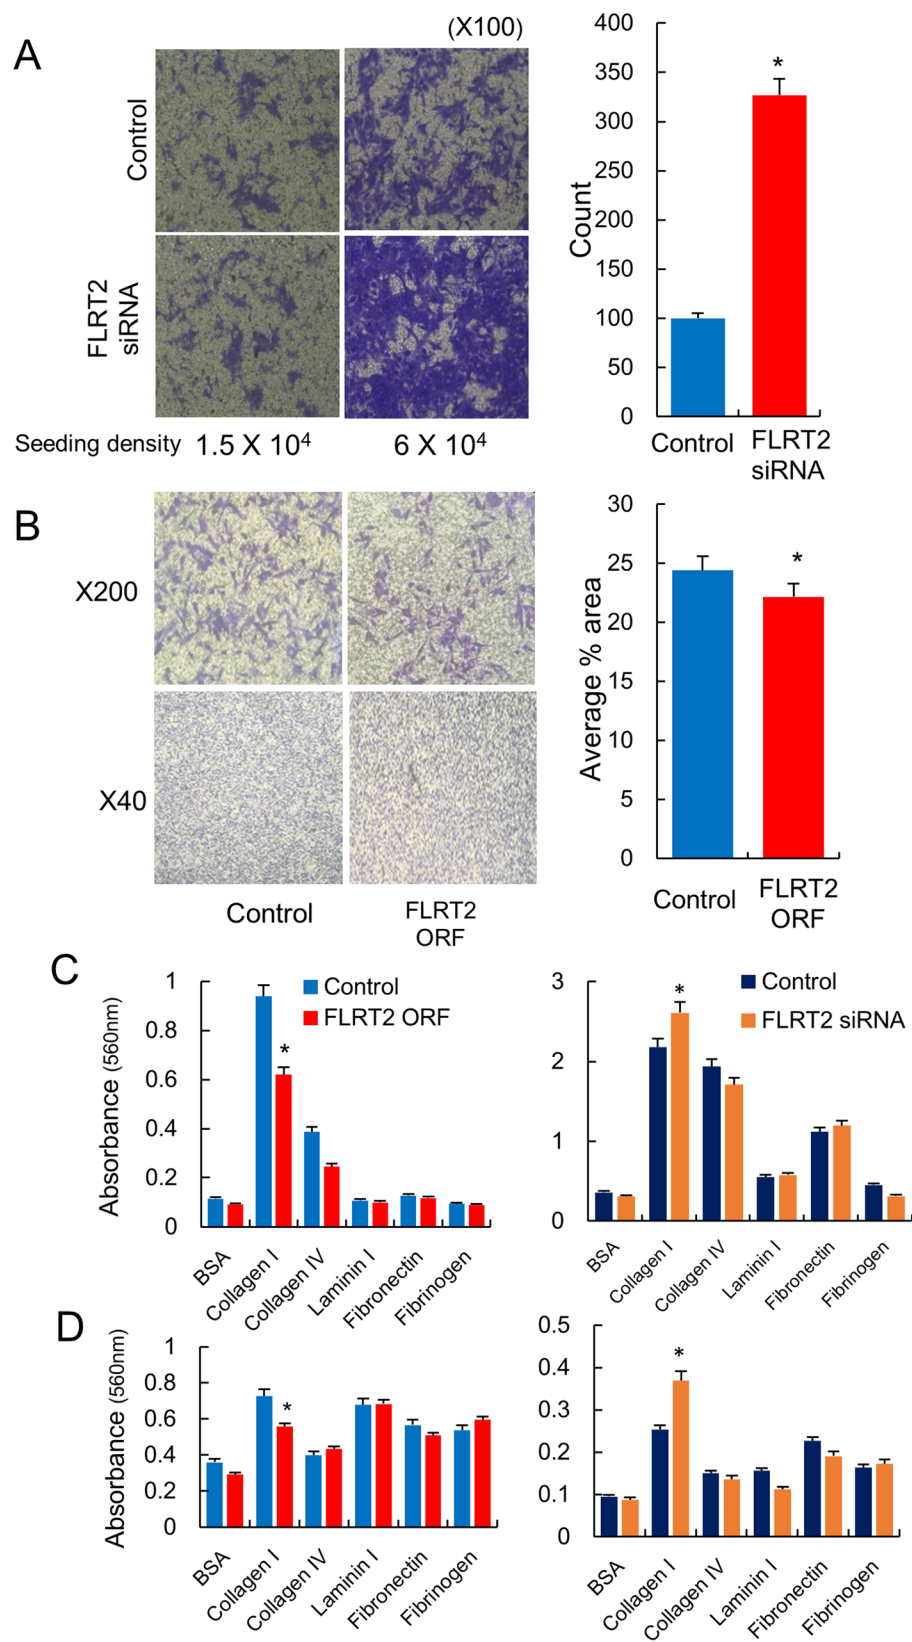 A
(X100)
Control
FLRT2
siRNA
Seeding density 1.5 X 10⁴ 6 X 10⁴
400
350
300
250
200
150
100
50
0
Count
*
Control
FLRT2
siRNA
B
X200
X40
Control
FLRT2
ORF
30
25
20
15
10
5
0
Average % area
*
Control
FLRT2
ORF
C
Absorbance (560nm)
1
0.8
0.6
0.4
0.2
0
Control
FLRT2 ORF
*
BSA
Collagen I
Collagen IV
Laminin I
Fibronectin
Fibrinogen
3
2
1
0
Control
FLRT2 siRNA
*
BSA
Collagen I
Collagen IV
Laminin I
Fibronectin
Fibrinogen
D
Absorbance (560nm)
1
0.8
0.6
0.4
0.2
0
*
BSA
Collagen I
Collagen IV
Laminin I
Fibronectin
Fibrinogen
0.5
0.4
0.3
0.2
0.1
0
*
BSA
Collagen I
Collagen IV
Laminin I
Fibronectin
Fibrinogen